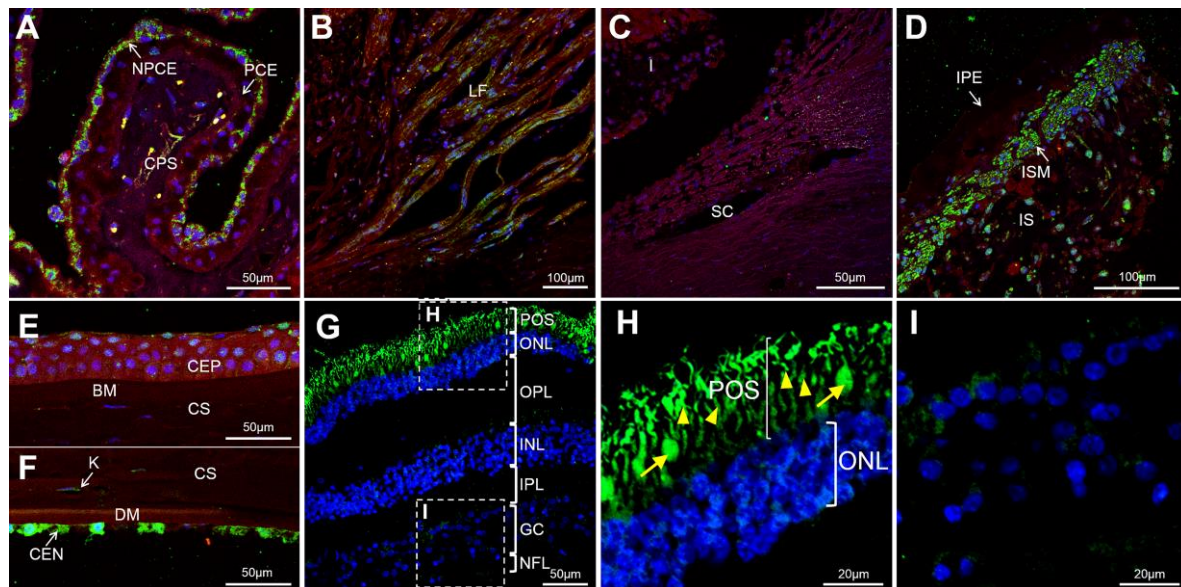 A
NPCE
PCE
CPS
50µm
B
LF
100µm
C
I
SC
50µm
D
IPE
ISM
IS
100µm
E
CEP
BM
CS
50µm
F
K
CS
DM
CEN
50µm
G
H
POS
ONL
OPL
INL
IPL
I
GC
NFL
50µm
H
POS
ONL
20µm
I
20µm